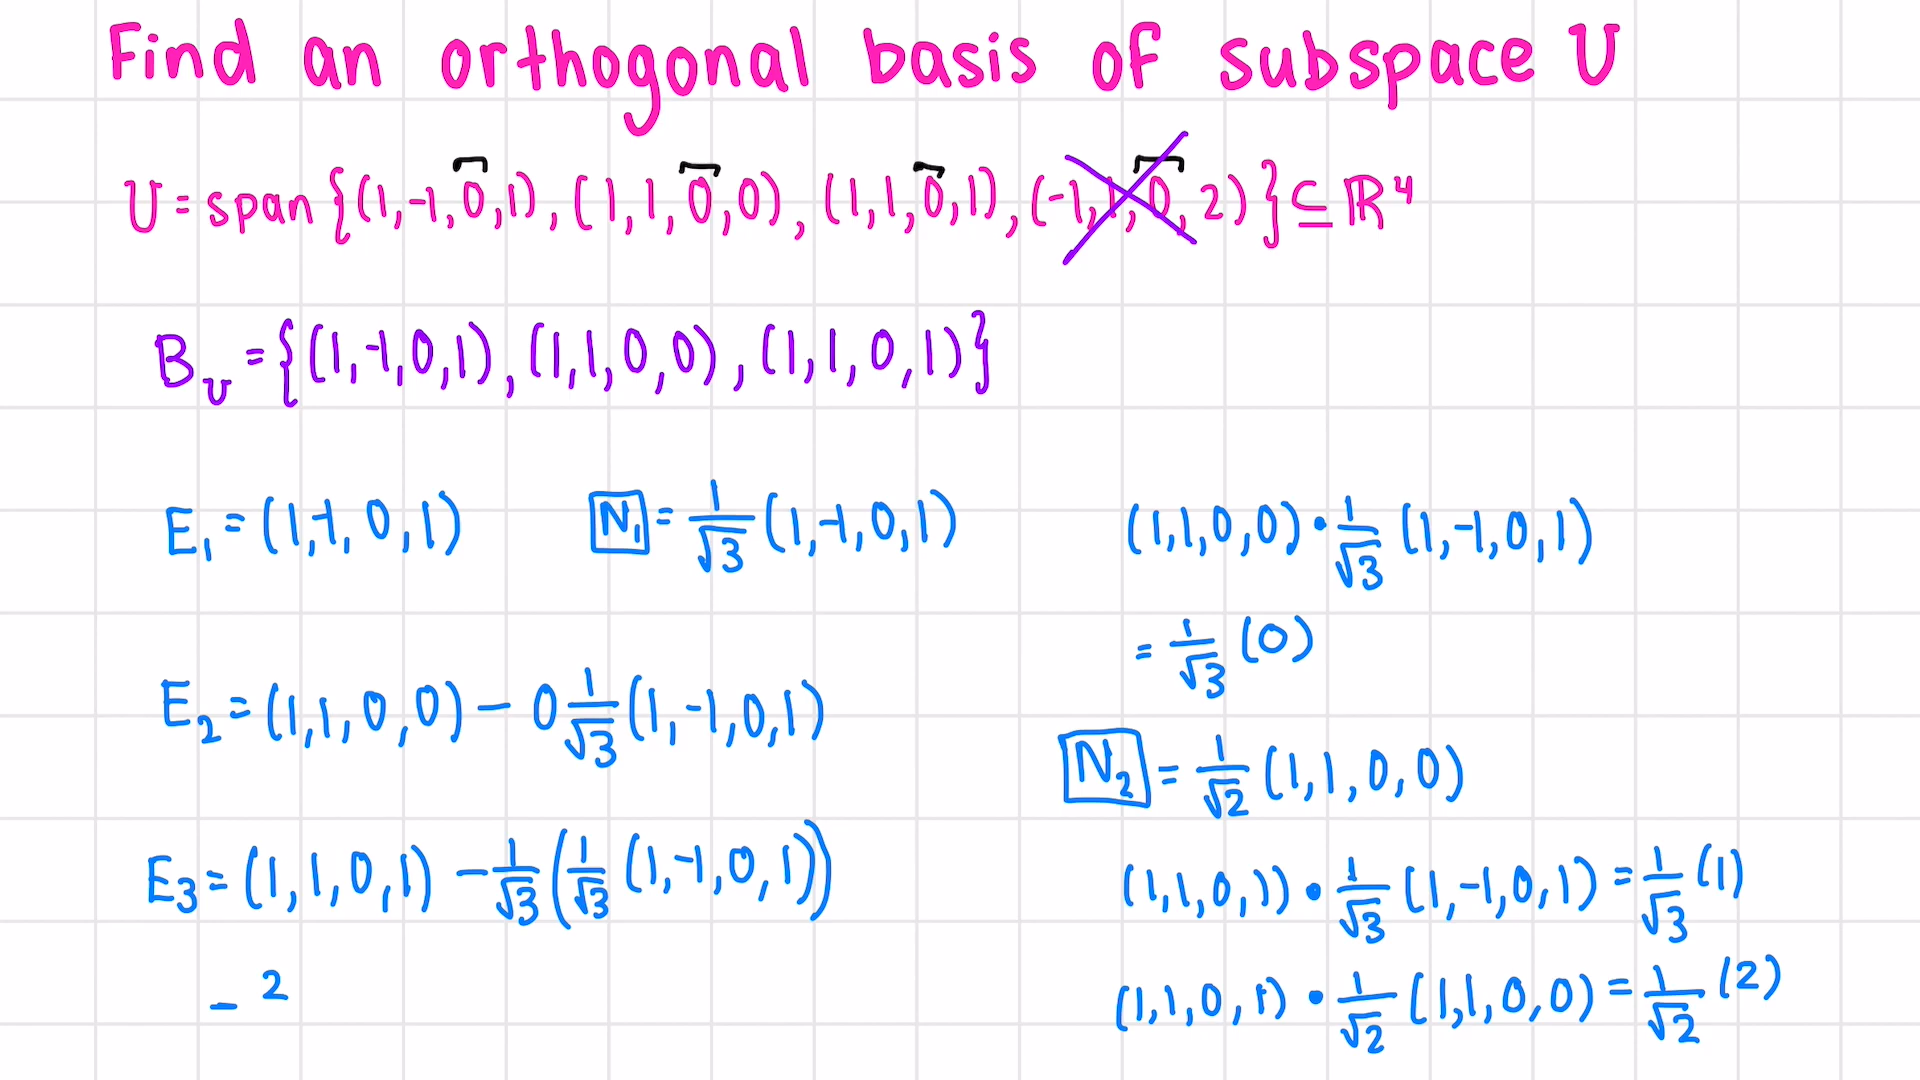 Find an orthogonal basis of subspace U
U = span {(1,-1,0,1), (1,1,0,0), (1,1,0,1), (-1,1,0,2)} ⊆ ℝ⁴
B_U = {(1,-1,0,1), (1,1,0,0), (1,1,0,1)}
E₁ = (1,-1,0,1)
N₁ = 1/√3 (1,-1,0,1)
(1,1,0,0) • 1/√3 (1,-1,0,1)
= 1/√3 (0)
E₂ = (1,1,0,0) - 0 1/√3 (1,-1,0,1)
N₂ = 1/√2 (1,1,0,0)
E3 = (1,1,0,1) - 1/√3 (1/√3 (1,-1,0,1))
(1,1,0,1) • 1/√3 (1,-1,0,1) = 1/√3 (1)
- 2
(1,1,0,1) • 1/√2 (1,1,0,0) = 1/√2 (2)